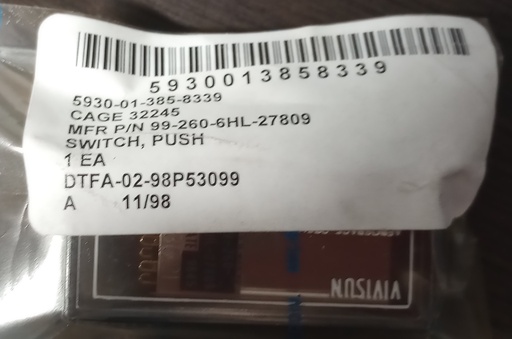 5930013858339
5930-01-385-8339
CAGE 32245
MFR P/N 99-260-6HL-27809
SWITCH, PUSH
1 EA
DTFA-02-98P53099
A 11/98
VIVISUN